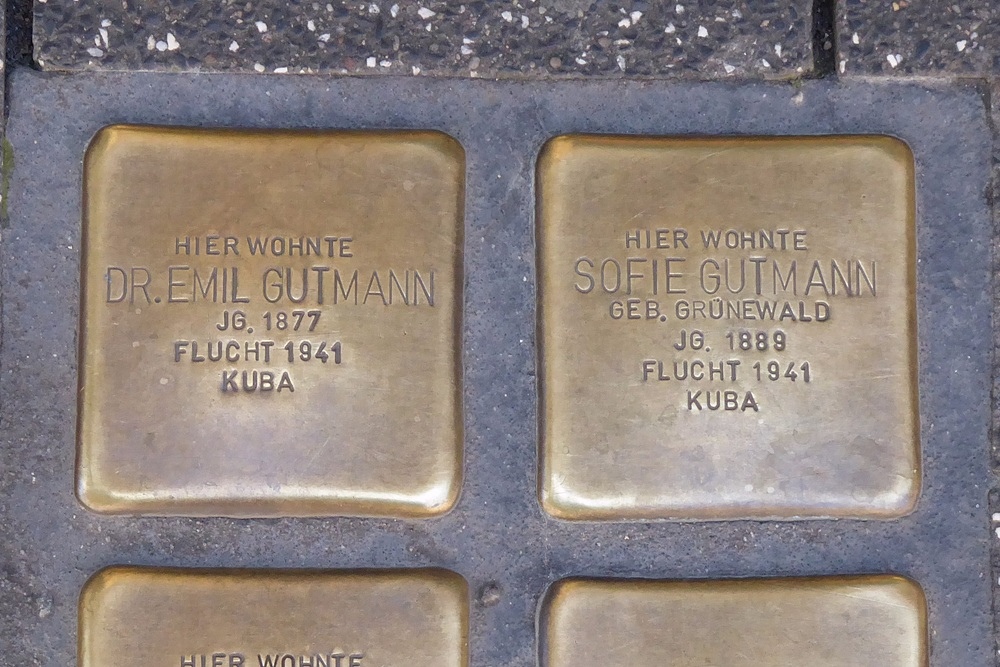 HIER WOHNTE
DR. EMIL GUTMANN
JG. 1877
FLUCHT 1941
KUBA
HIER WOHNTE
SOFIE GUTMANN
GEB. GRÜNEWALD
JG. 1889
FLUCHT 1941
KUBA
HIER WOHNTE